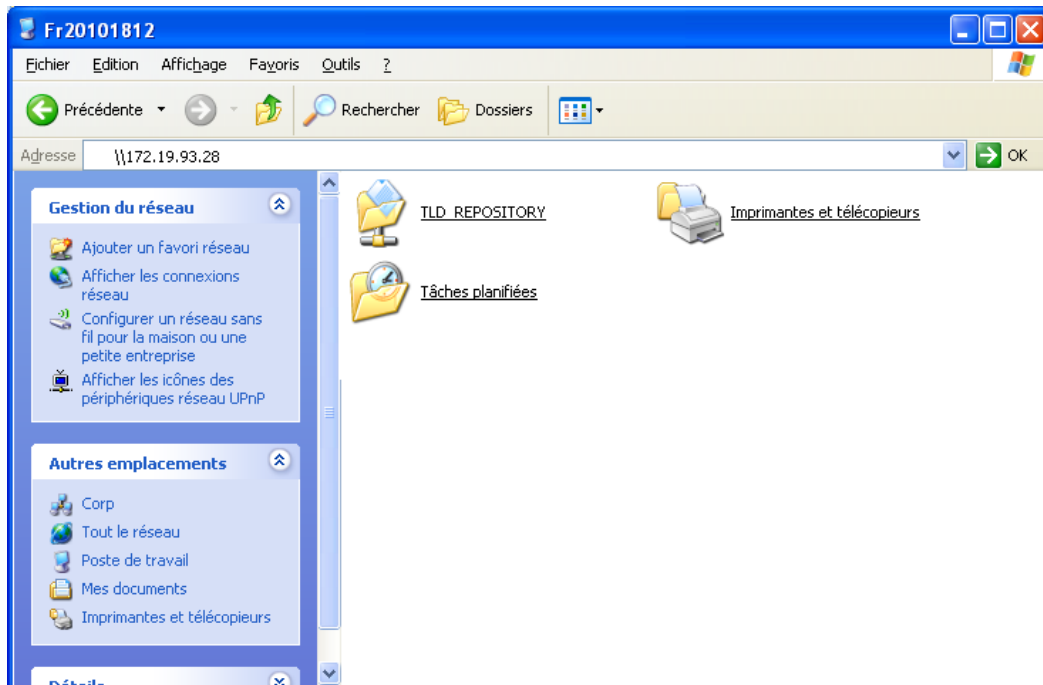 Fr20101812
Fichier Edition Affichage Favoris Outils ?
Précédente Rechercher Dossiers
Adresse \\172.19.93.28 OK
Gestion du réseau
Ajouter un favori réseau
Afficher les connexions
réseau
Configurer un réseau sans
fil pour la maison ou une
petite entreprise
Afficher les icônes des
périphériques réseau UPnP
Autres emplacements
Corp
Tout le réseau
Poste de travail
Mes documents
Imprimantes et télécopieurs
Détails
TLD_REPOSITORY
Imprimantes et télécopieurs
Tâches planifiées